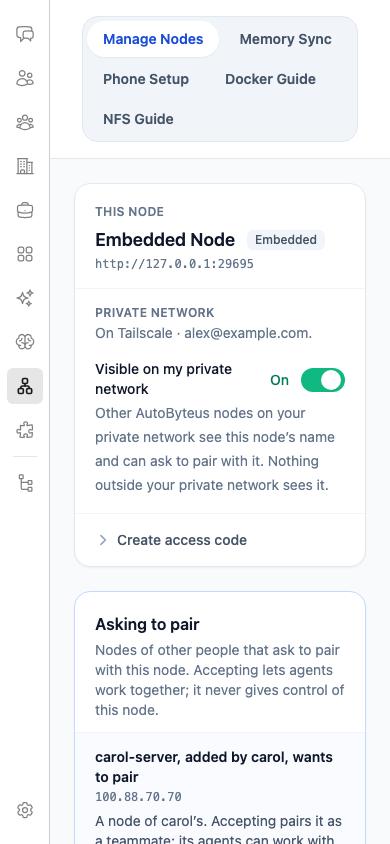 Manage Nodes
Memory Sync
Phone Setup
Docker Guide
NFS Guide
THIS NODE
Embedded Node
Embedded
http://127.0.0.1:29695
PRIVATE NETWORK
On Tailscale · alex@example.com.
Visible on my private
network
On
Other AutoByteus nodes on your
private network see this node’s name
and can ask to pair with it. Nothing
outside your private network sees it.
Create access code
Asking to pair
Nodes of other people that ask to pair
with this node. Accepting lets agents
work together; it never gives control of
this node.
carol-server, added by carol, wants
to pair
100.88.70.70
A node of carol’s. Accepting pairs it as
a teammate: its agents can work with